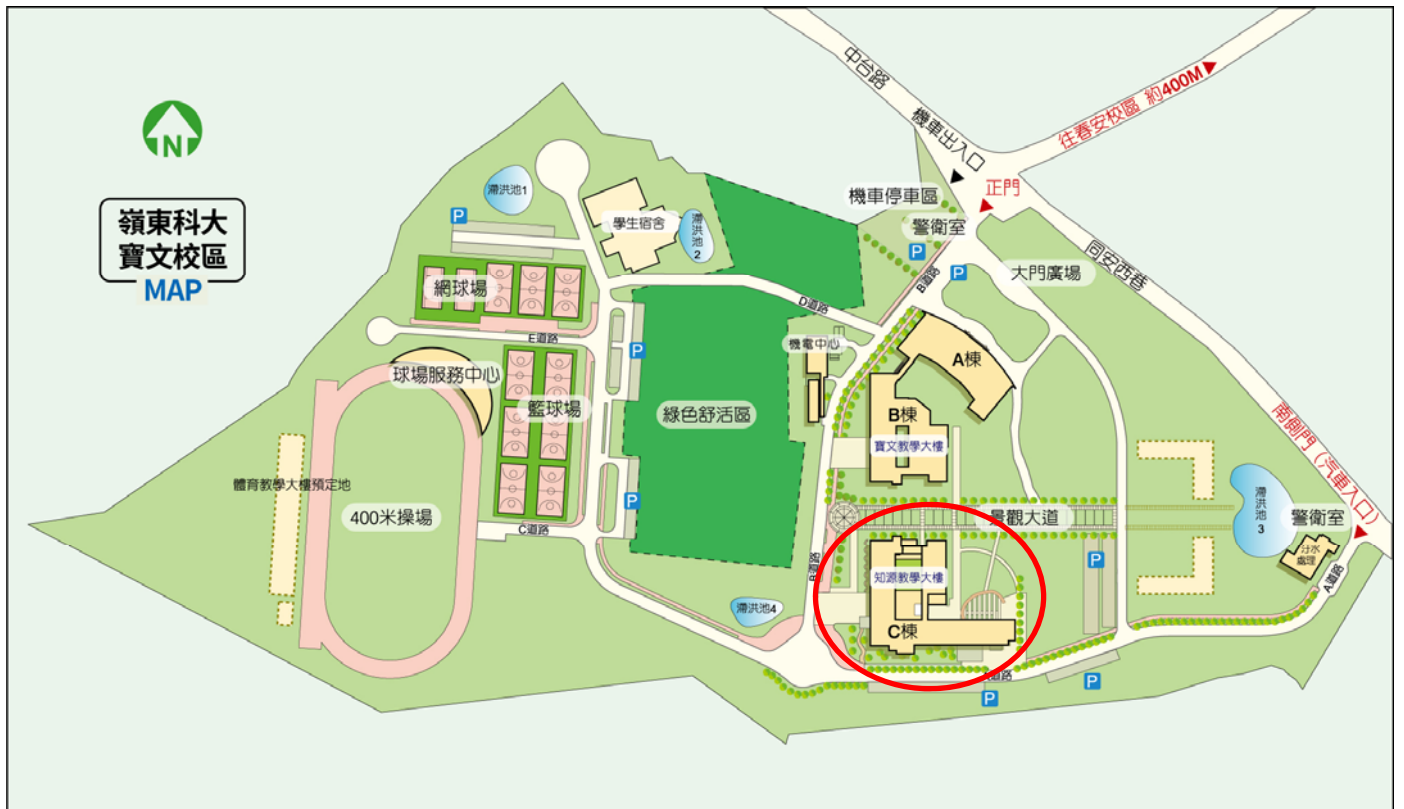 中台路
機車出入口
往春安校區 約400M
N
嶺東科大
寶文校區
MAP
滯洪池1
P
學生宿舍
滯洪池2
機車停車區
正門
警衛室
P
P
大門廣場
同安西巷
B道路
網球場
D道路
機電中心
A棟
E道路
P
球場服務中心
籃球場
綠色舒活區
B棟
寶文教學大樓
南側門 (汽車入口)
體育教學大樓預定地
400米操場
P
C道路
景觀大道
滯洪池3
警衛室
分水
處理
B道路
知源教學大樓
P
A道路
滯洪池4
C棟
A道路
P
P